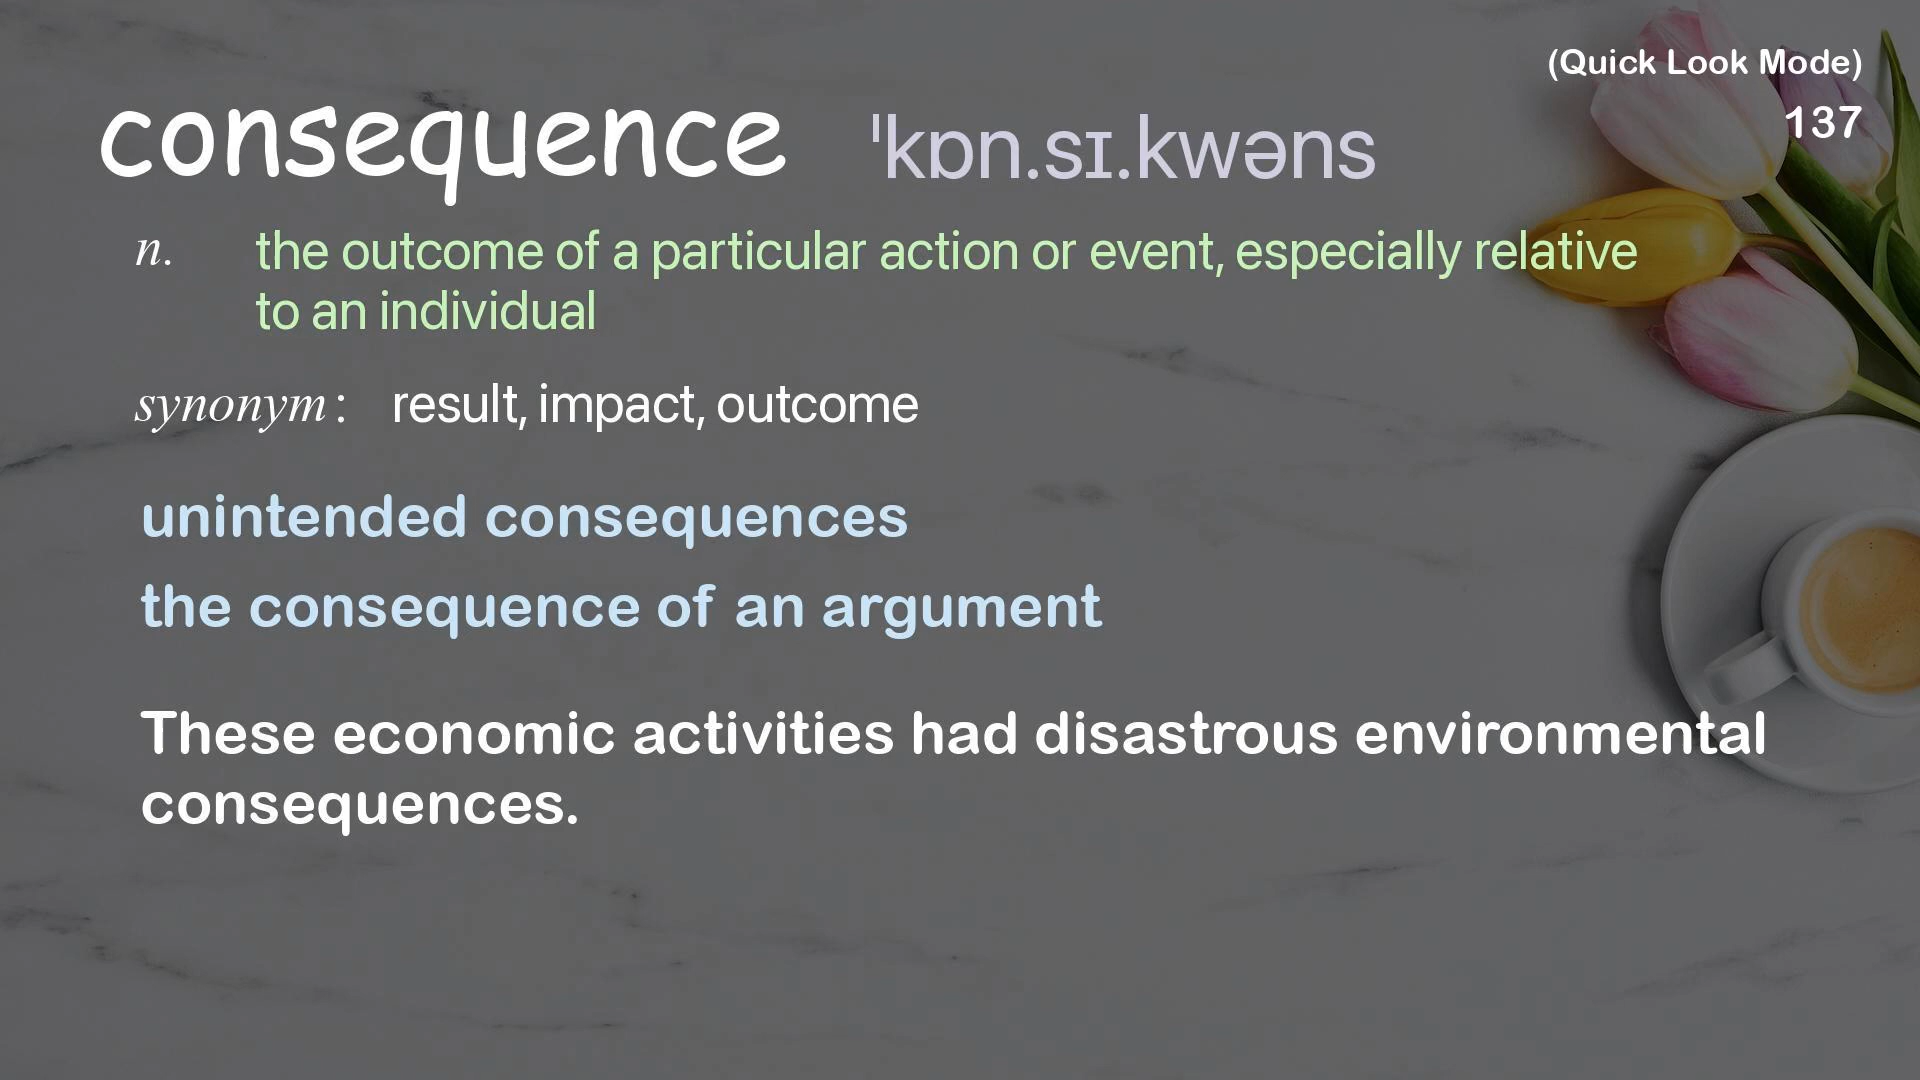 (Quick Look Mode)
137
consequence ˈkɒn.sɪ.kwəns
n. the outcome of a particular action or event, especially relative
to an individual
synonym: result, impact, outcome
unintended consequences
the consequence of an argument
These economic activities had disastrous environmental
consequences.